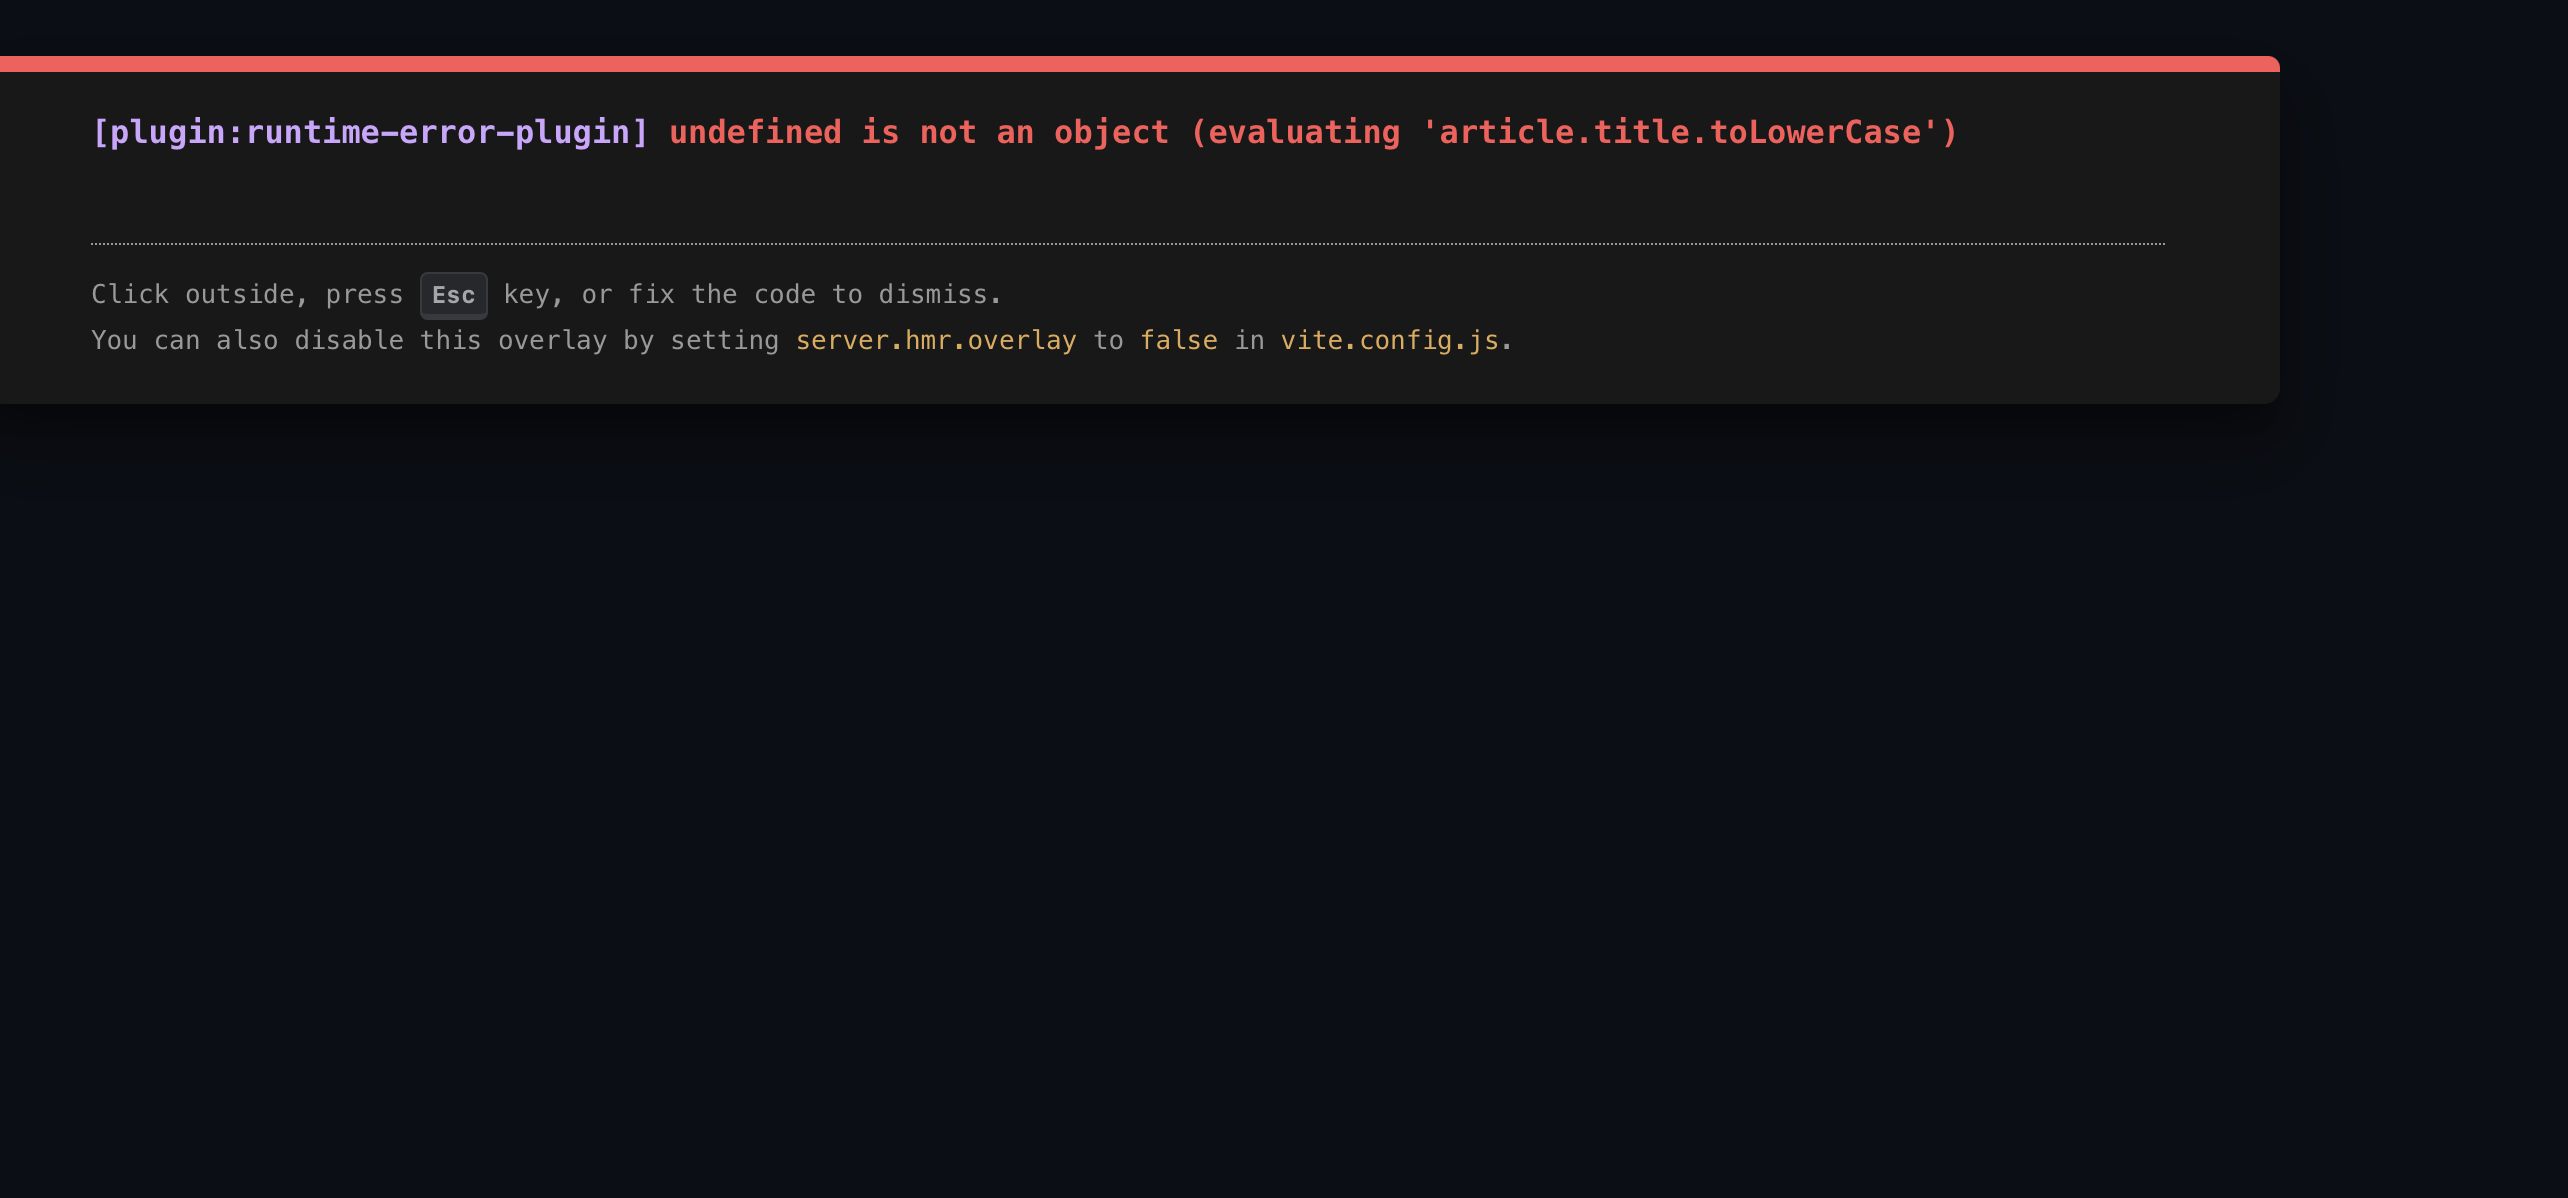 [plugin:runtime-error-plugin] undefined is not an object (evaluating 'article.title.toLowerCase')
Click outside, press Esc key, or fix the code to dismiss.
You can also disable this overlay by setting server.hmr.overlay to false in vite.config.js.